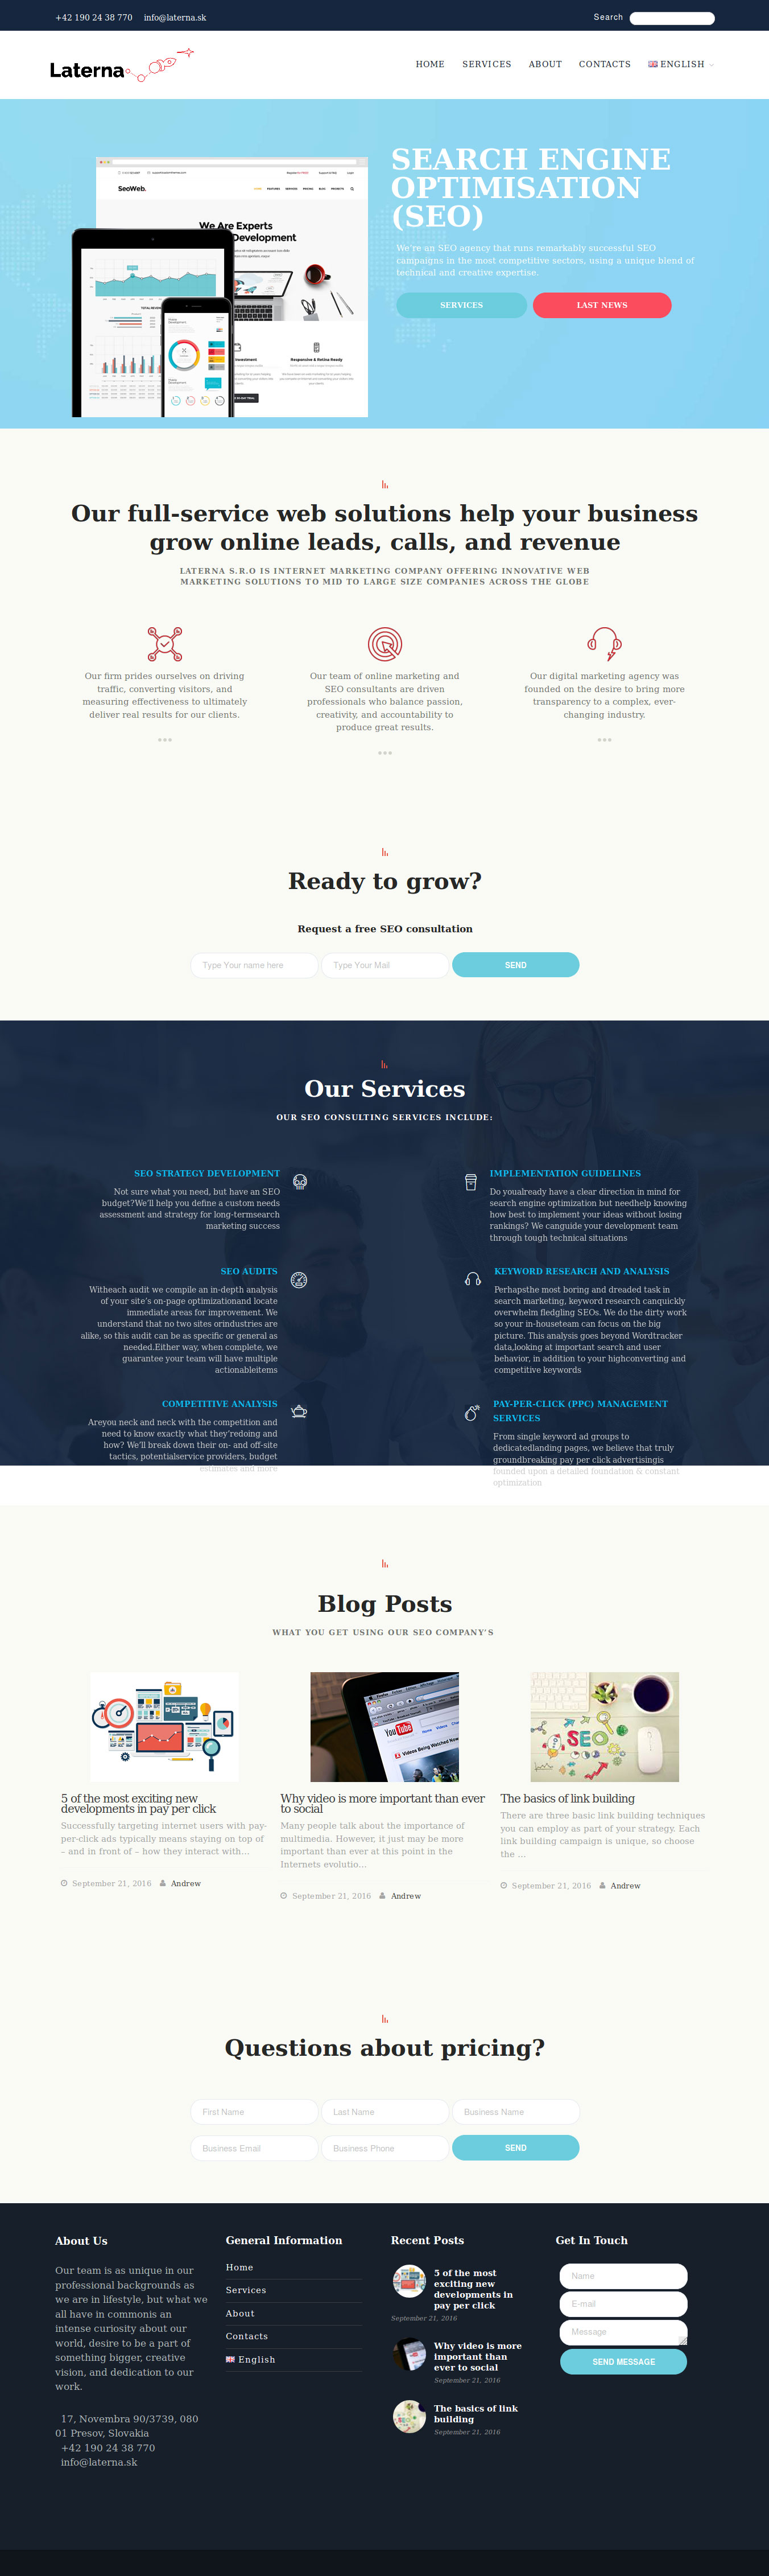 +42 190 24 38 770 info@laterna.sk Search
Laterna
HOME SERVICES ABOUT CONTACTS ENGLISH
SeoWeb.
We Are Experts
Development
Responsive & Retina Ready
SEARCH ENGINE
OPTIMISATION
(SEO)
We're an SEO agency that runs remarkably successful SEO
campaigns in the most competitive sectors, using a unique blend of
technical and creative expertise.
SERVICES LAST NEWS
Our full-service web solutions help your business
grow online leads, calls, and revenue
LATERNA S.R.O IS INTERNET MARKETING COMPANY OFFERING INNOVATIVE WEB
MARKETING SOLUTIONS TO MID TO LARGE SIZE COMPANIES ACROSS THE GLOBE
Our firm prides ourselves on driving
traffic, converting visitors, and
measuring effectiveness to ultimately
deliver real results for our clients.
Our team of online marketing and
SEO consultants are driven
professionals who balance passion,
creativity, and accountability to
produce great results.
Our digital marketing agency was
founded on the desire to bring more
transparency to a complex, ever-
changing industry.
Ready to grow?
Request a free SEO consultation
Type Your name here Type Your Mail SEND
Our Services
OUR SEO CONSULTING SERVICES INCLUDE:
SEO STRATEGY DEVELOPMENT
Not sure what you need, but have an SEO
budget?We'll help you define a custom needs
assessment and strategy for long-termsearch
marketing success
IMPLEMENTATION GUIDELINES
Do youalready have a clear direction in mind for
search engine optimization but needhelp knowing
how best to implement your ideas without losing
rankings? We canguide your development team
through tough technical situations
SEO AUDITS
Witheach audit we compile an in-depth analysis
of your site's on-page optimizationand locate
immediate areas for improvement. We
understand that no two sites orindustries are
alike, so this audit can be as specific or general as
needed.Either way, when complete, we
guarantee your team will have multiple
actionableitems
KEYWORD RESEARCH AND ANALYSIS
Perhapsthe most boring and dreaded task in
search marketing, keyword research canquickly
overwhelm fledgling SEOs. We do the dirty work
so your in-houseteam can focus on the big
picture. This analysis goes beyond Wordtracker
data,looking at important search and user
behavior, in addition to your highconverting and
competitive keywords
COMPETITIVE ANALYSIS
Areyou neck and neck with the competition and
need to know exactly what they'redoing and
how? We'll break down their on- and off-site
tactics, potentialservice providers, budget
estimates and more
PAY-PER-CLICK (PPC) MANAGEMENT
SERVICES
From single keyword ad groups to
dedicatedlanding pages, we believe that truly
groundbreaking pay per click advertisingis
founded upon a detailed foundation & constant
optimization
Blog Posts
WHAT YOU GET USING OUR SEO COMPANY'S
YouTube
Videos Being Watched Now
SEO
5 of the most exciting new
developments in pay per click
Successfully targeting internet users with pay-
per-click ads typically means staying on top of
– and in front of – how they interact with...
September 21, 2016 Andrew
Why video is more important than ever
to social
Many people talk about the importance of
multimedia. However, it just may be more
important than ever at this point in the
Internets evolutio...
September 21, 2016 Andrew
The basics of link building
There are three basic link building techniques
you can employ as part of your strategy. Each
link building campaign is unique, so choose
the ...
September 21, 2016 Andrew
Questions about pricing?
First Name Last Name Business Name
Business Email Business Phone SEND
About Us
Our team is as unique in our
professional backgrounds as
we are in lifestyle, but what we
all have in commonis an
intense curiosity about our
world, desire to be a part of
something bigger, creative
vision, and dedication to our
work.
17, Novembra 90/3739, 080
01 Presov, Slovakia
+42 190 24 38 770
info@laterna.sk
General Information
Home
Services
About
Contacts
English
Recent Posts
5 of the most
exciting new
developments in
pay per click
September 21, 2016
Why video is more
important than
ever to social
September 21, 2016
The basics of link
building
September 21, 2016
Get In Touch
Name
E-mail
Message
SEND MESSAGE